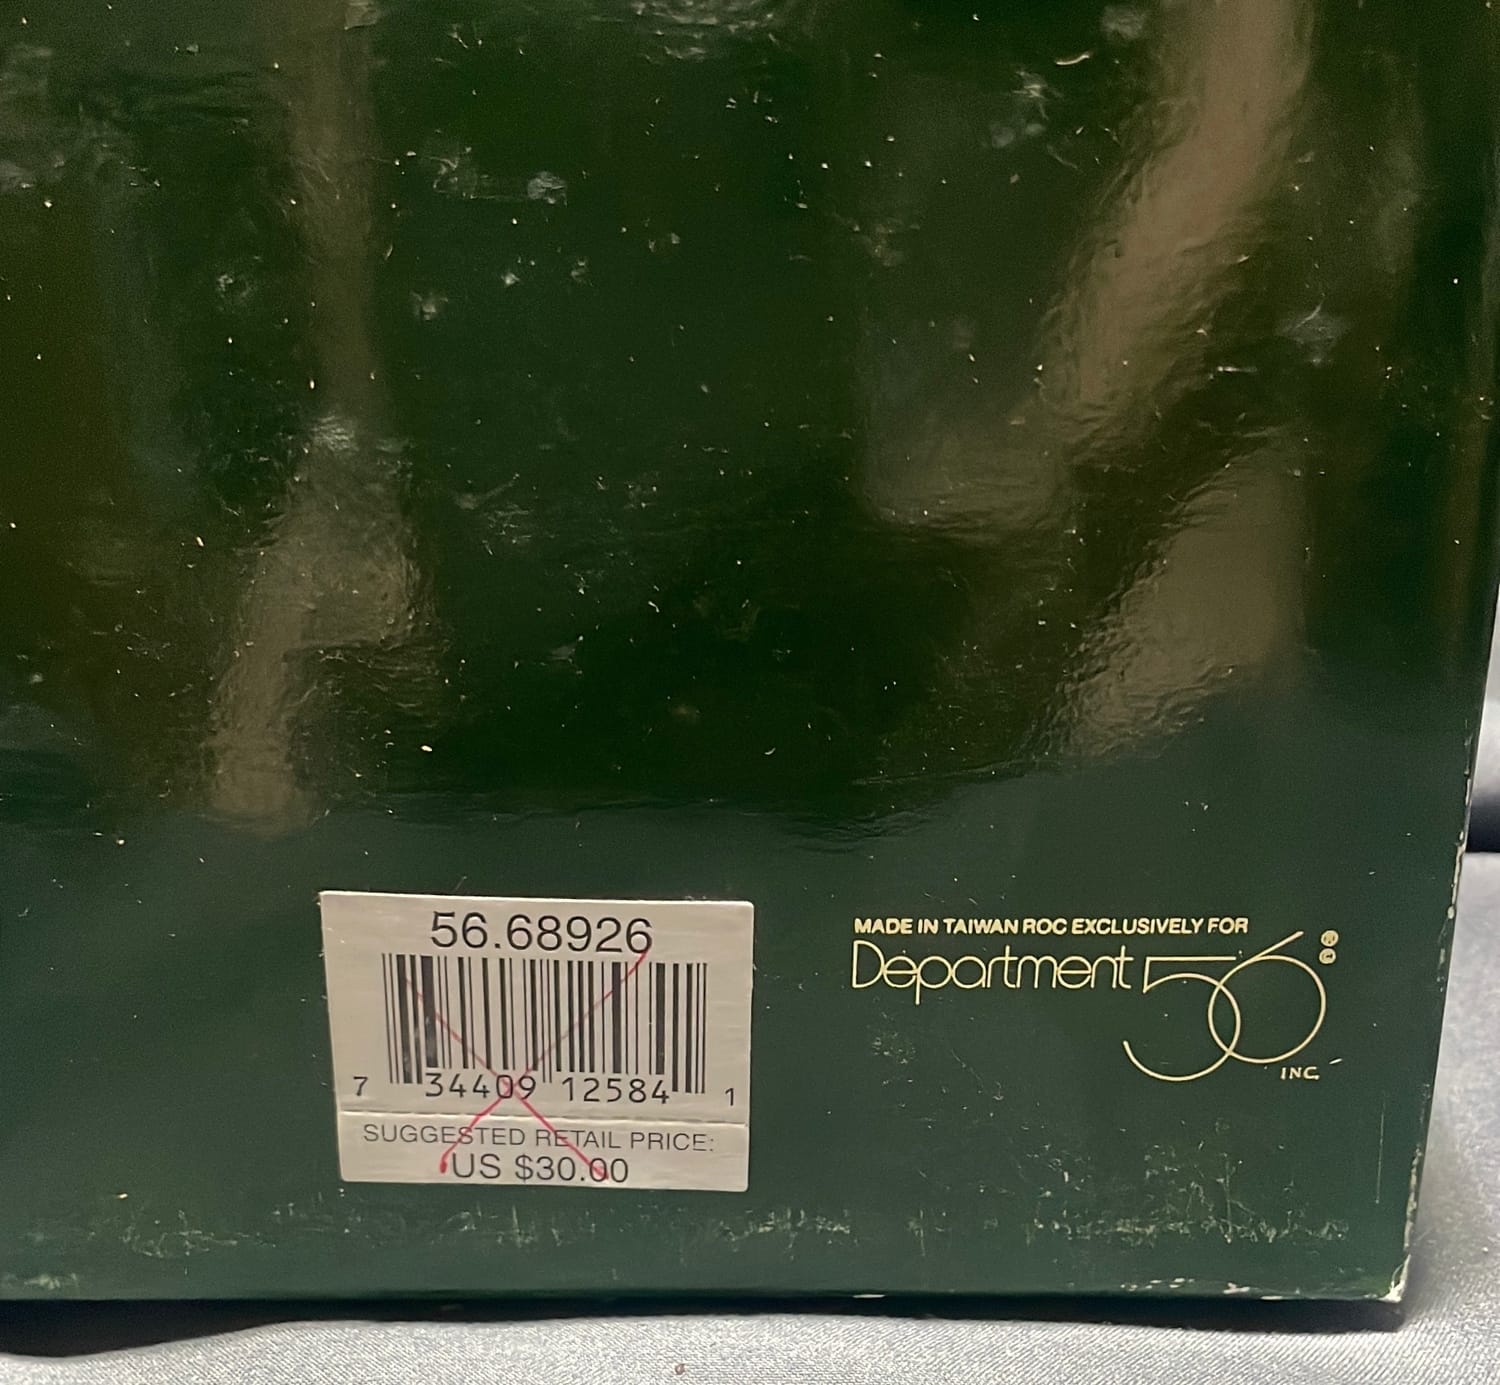 56.68926
7 34409 12584 1
SUGGESTED RETAIL PRICE:
US $30.00
MADE IN TAIWAN ROC EXCLUSIVELY FOR
Department 56 ® ©
INC.